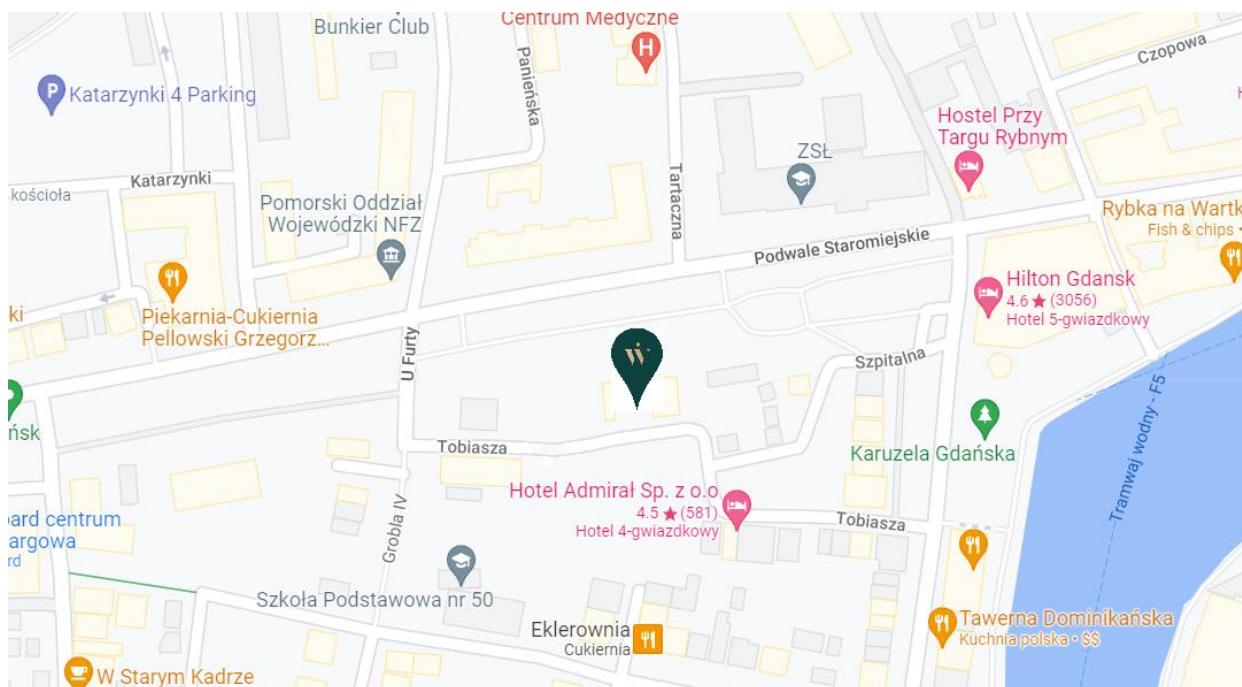 Bunkier Club
Centrum Medyczne
H
Panieńska
Czopowa
P
Katarzynki 4 Parking
Hostel Przy
Targu Rybnym
ZSŁ
Katarzynki
kościoła
Tartaczna
Pomorski Oddział
Wojewódzki NFZ
Podwale Staromiejskie
Rybka na Wartk
Fish & chips •
Hilton Gdansk
4.6 ★ (3056)
Hotel 5-gwiazdkowy
ki
Piekarnia-Cukiernia
Pellowski Grzegorz...
U Furty
Szpitalna
Tramwaj wodny - F5
ńsk
Tobiasza
Karuzela Gdańska
Hotel Admirał Sp. z o.o
4.5 ★ (581)
Hotel 4-gwiazdkowy
Tobiasza
oard centrum
argowa
rd
Grobla IV
Szkoła Podstawowa nr 50
Eklerownia
Cukiernia
Tawerna Dominikańska
Kuchnia polska • $$
W Starym Kadrze